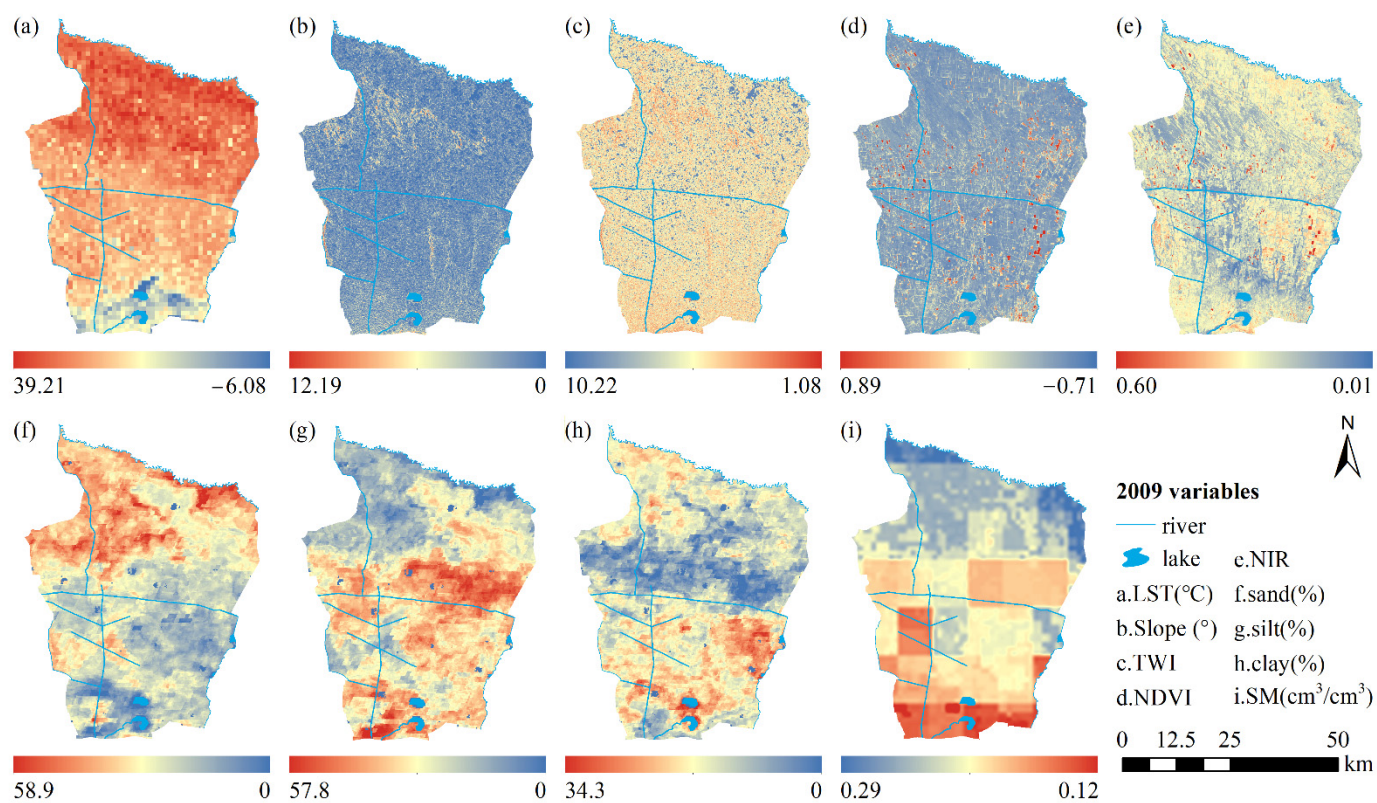 (a) (b) (c) (d) (e)
39.21 −6.08 12.19 0 10.22 1.08 0.89 −0.71 0.60 0.01
(f) (g) (h) (i)
N
2009 variables
river
lake e.NIR
a.LST(°C) f.sand(%)
b.Slope (°) g.silt(%)
c.TWI h.clay(%)
d.NDVI i.SM(cm³/cm³)
0 12.5 25 50
km
58.9 0 57.8 0 34.3 0 0.29 0.12